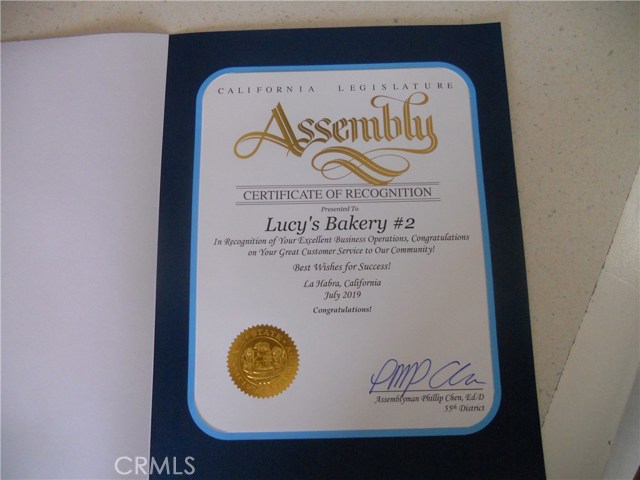 CALIFORNIA LEGISLATURE
Assembly
CERTIFICATE OF RECOGNITION
Presented To
Lucy's Bakery #2
In Recognition of Your Excellent Business Operations, Congratulations
on Your Great Customer Service to Our Community!
Best Wishes for Success!
La Habra, California
July 2019
Congratulations!
Assemblyman Phillip Chen, Ed.D
55th District
CRMLS